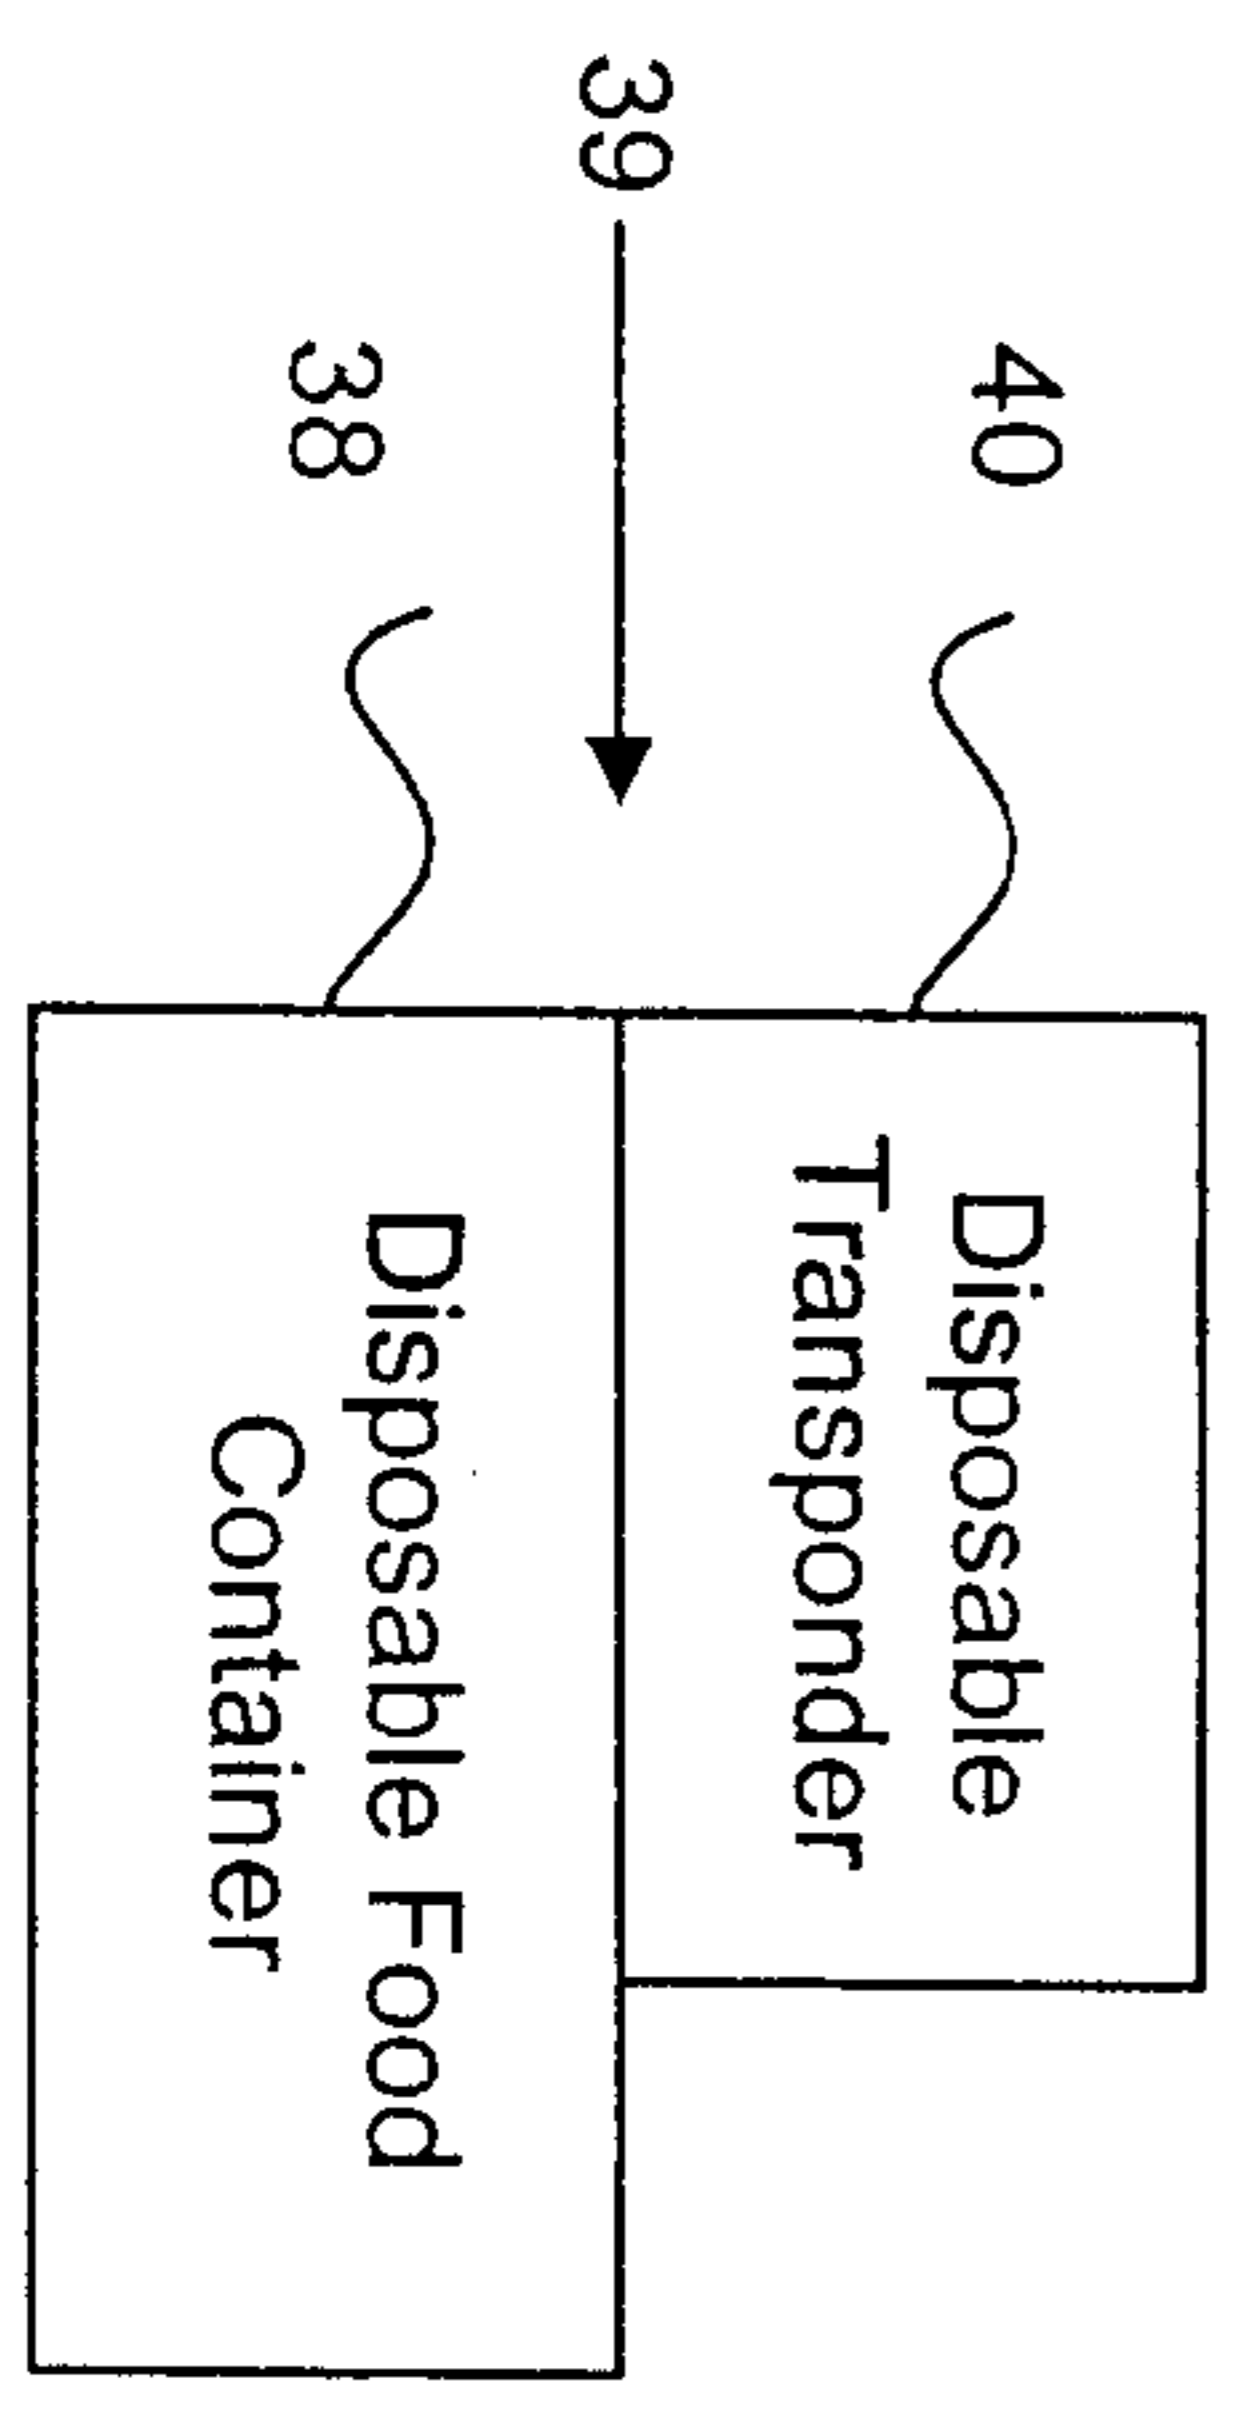 40
Disposable
Transponder
39
38
Disposable Food
Container